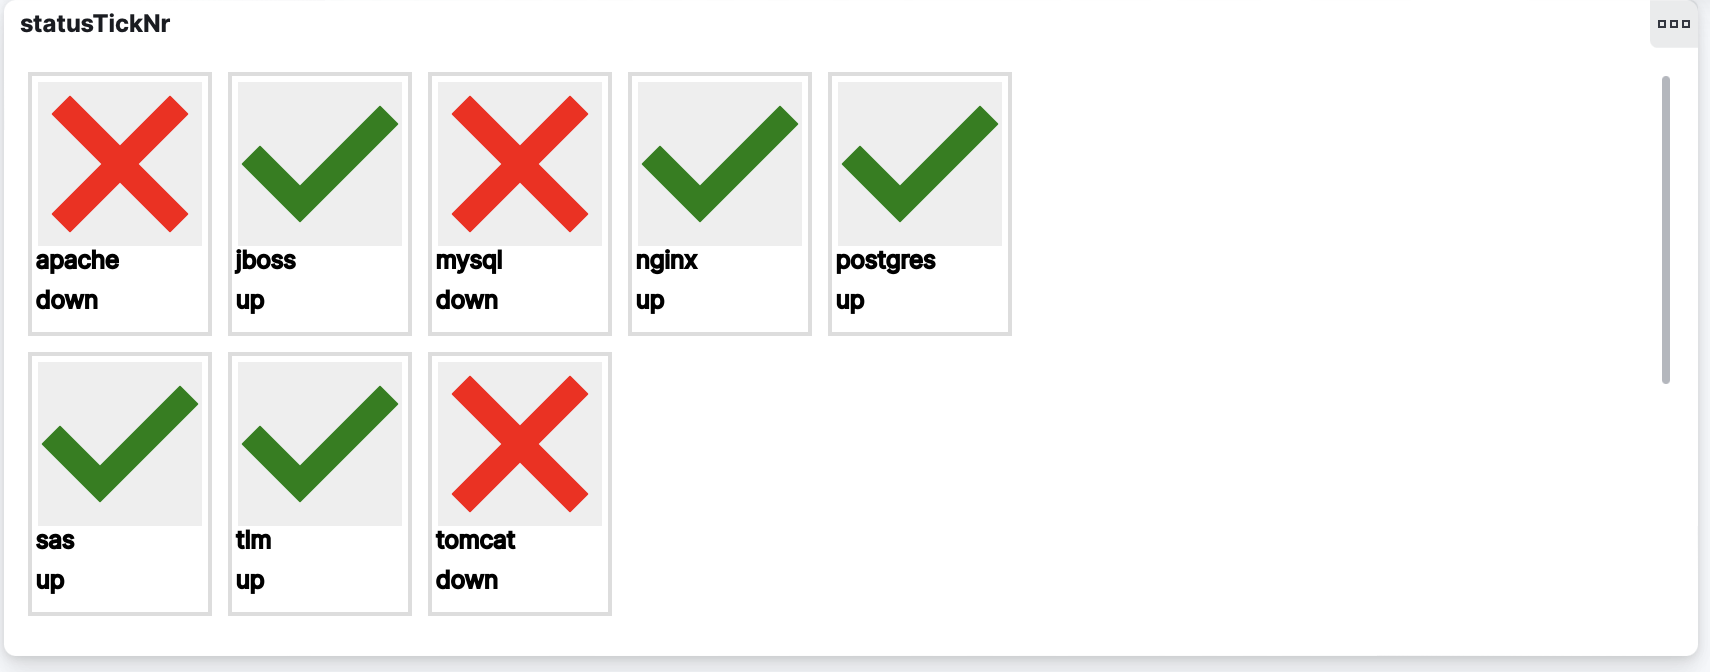 statusTickNr
apache
down
jboss
up
mysql
down
nginx
up
postgres
up
sas
up
tlm
up
tomcat
down